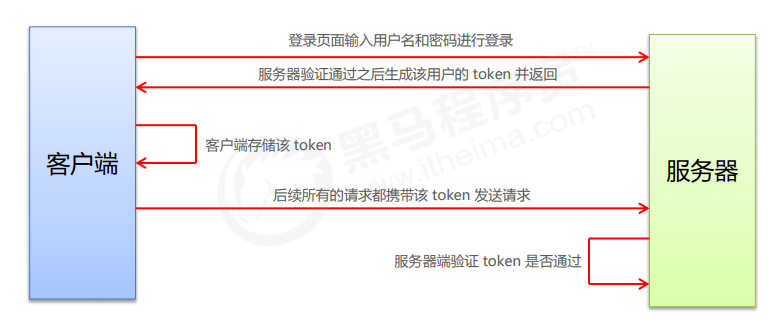 登录页面输入用户名和密码进行登录
服务器验证通过之后生成该用户的 token 并返回
客户端
客户端存储该 token
服务器
后续所有的请求都携带该 token 发送请求
服务器端验证 token 是否通过
黑马程序员™
www.itheima.com